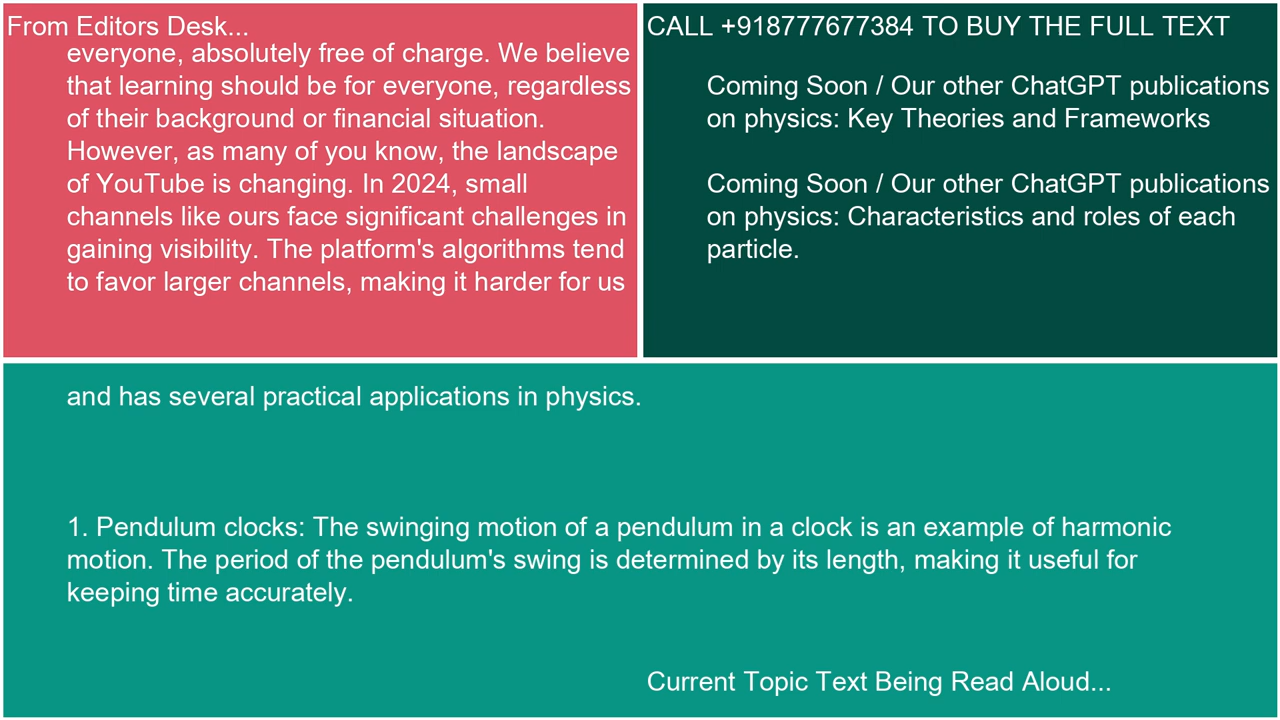 From Editors Desk...
everyone, absolutely free of charge. We believe
that learning should be for everyone, regardless
of their background or financial situation.
However, as many of you know, the landscape
of YouTube is changing. In 2024, small
channels like ours face significant challenges in
gaining visibility. The platform's algorithms tend
to favor larger channels, making it harder for us
CALL +918777677384 TO BUY THE FULL TEXT
Coming Soon / Our other ChatGPT publications
on physics: Key Theories and Frameworks
Coming Soon / Our other ChatGPT publications
on physics: Characteristics and roles of each
particle.
and has several practical applications in physics.
1. Pendulum clocks: The swinging motion of a pendulum in a clock is an example of harmonic
motion. The period of the pendulum's swing is determined by its length, making it useful for
keeping time accurately.
Current Topic Text Being Read Aloud...